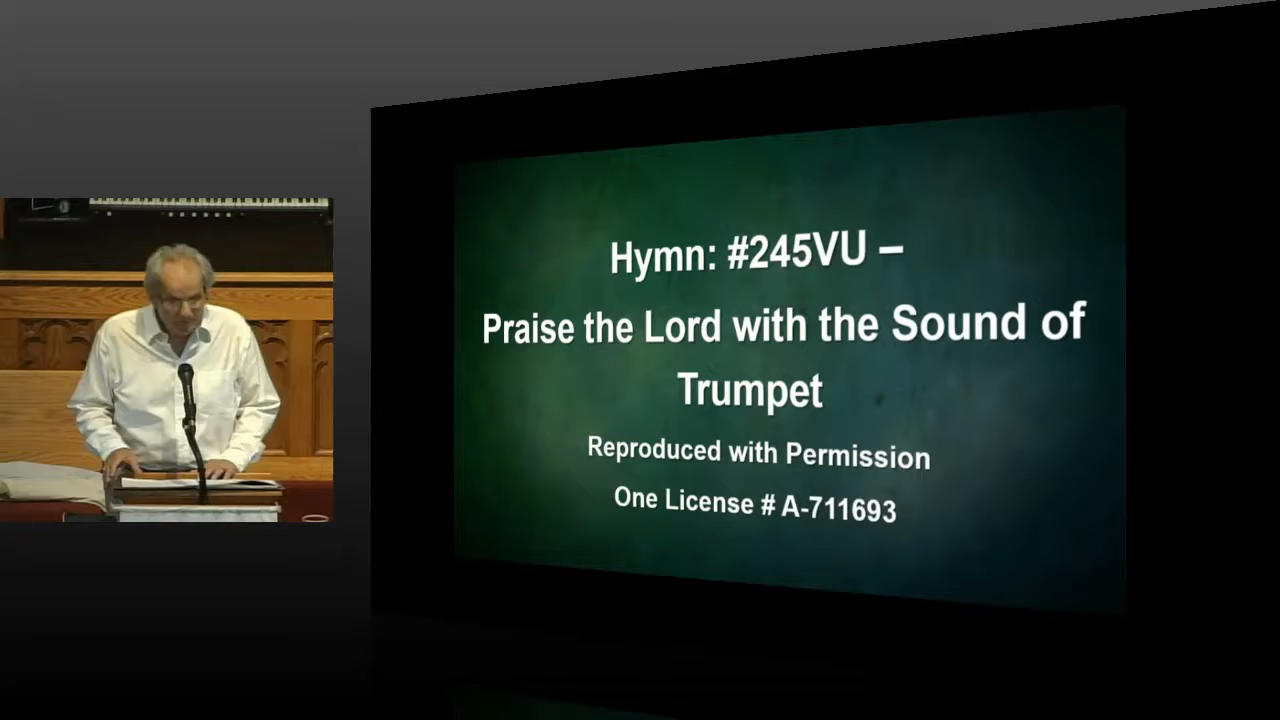 Hymn: #245VU –
Praise the Lord with the Sound of
Trumpet
Reproduced with Permission
One License # A-711693